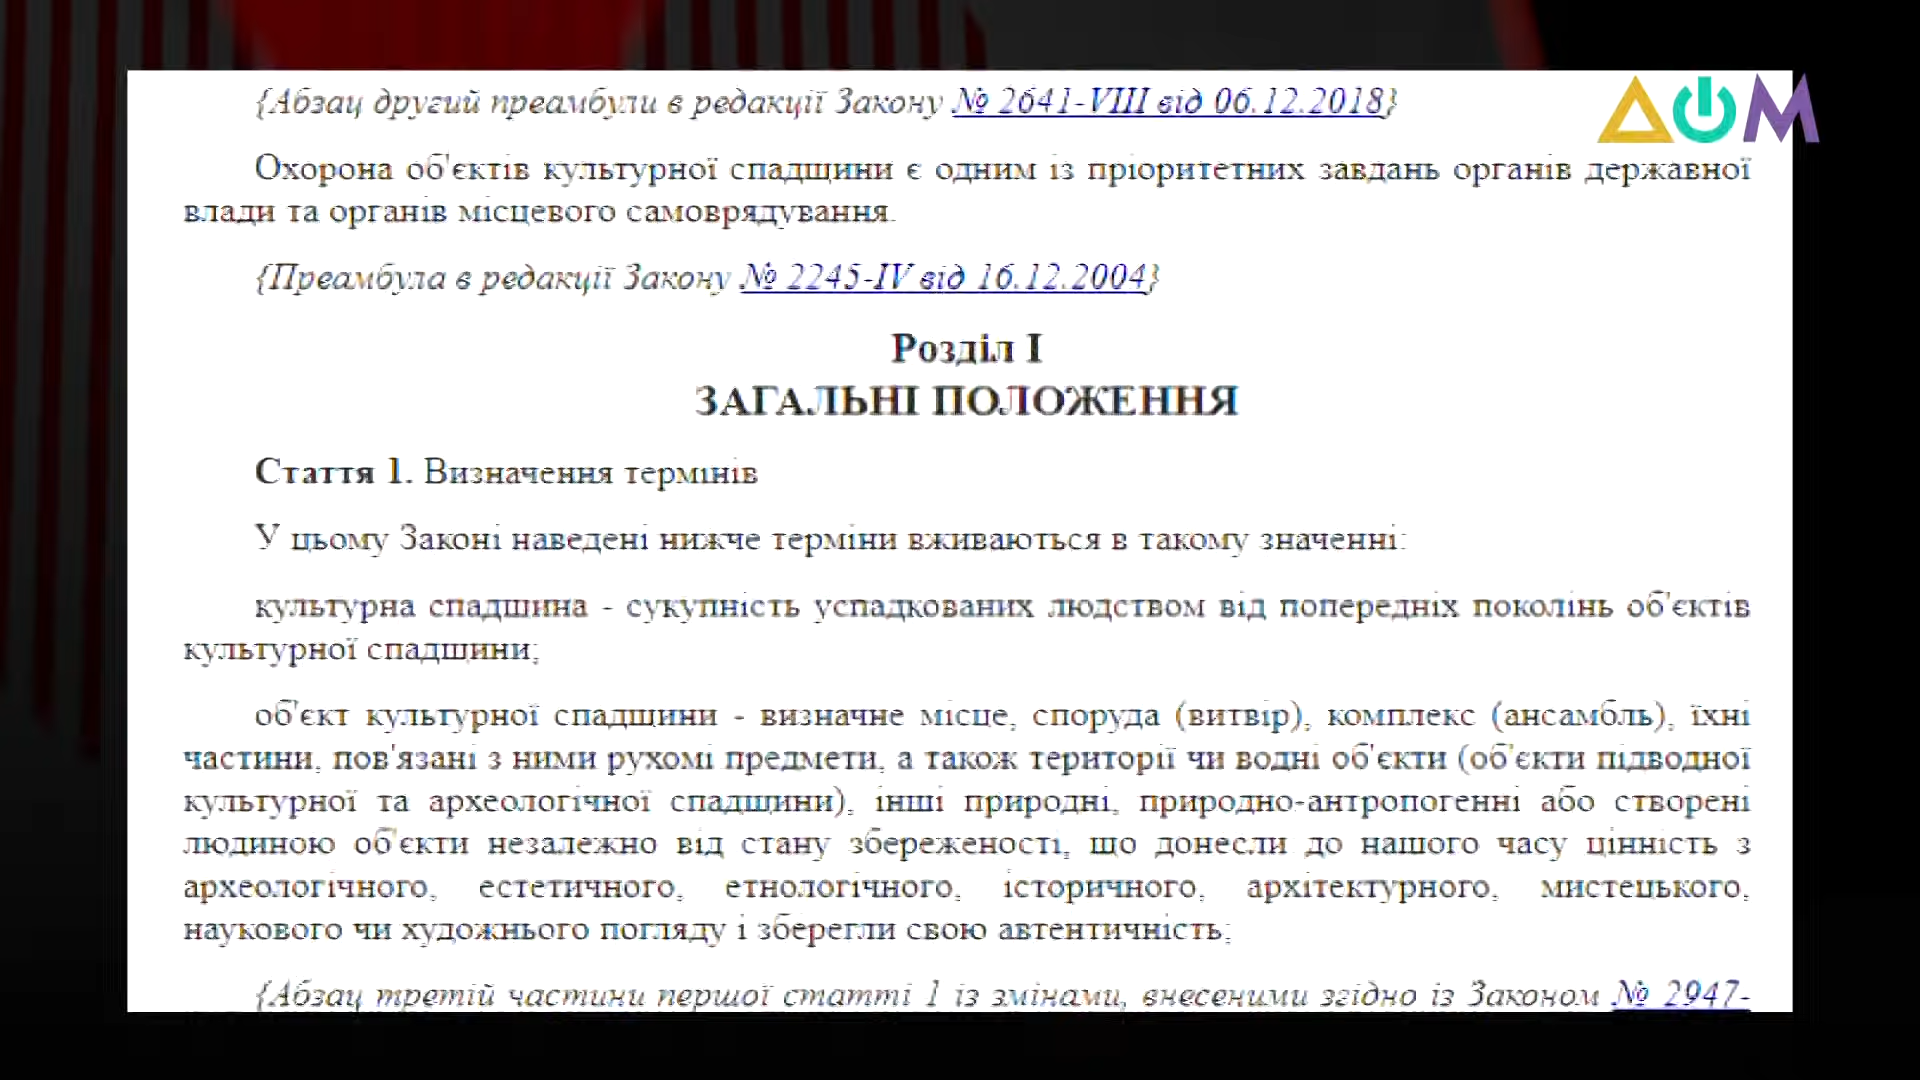 {Абзац другий преамбули в редакції Закону № 2641-VIII від 06.12.2018}
ДОМ
Охорона об'єктів культурної спадщини є одним із пріоритетних завдань органів державної
влади та органів місцевого самоврядування.
{Преамбула в редакції Закону № 2245-IV від 16.12.2004}
Розділ I
ЗАГАЛЬНІ ПОЛОЖЕННЯ
Стаття 1. Визначення термінів
У цьому Законі наведені нижче терміни вживаються в такому значенні:
культурна спадщина - сукупність успадкованих людством від попередніх поколінь об'єктів
культурної спадщини;
об'єкт культурної спадщини - визначне місце, споруда (витвір), комплекс (ансамбль), їхні
частини, пов'язані з ними рухомі предмети, а також території чи водні об'єкти (об'єкти підводної
культурної та археологічної спадщини), інші природні, природно-антропогенні або створені
людиною об'єкти незалежно від стану збереженості, що донесли до нашого часу цінність з
археологічного, естетичного, етнологічного, історичного, архітектурного, мистецького,
наукового чи художнього погляду і зберегли свою автентичність;
{Абзац третій частини першої статті 1 із змінами, внесеними згідно із Законом № 2947-